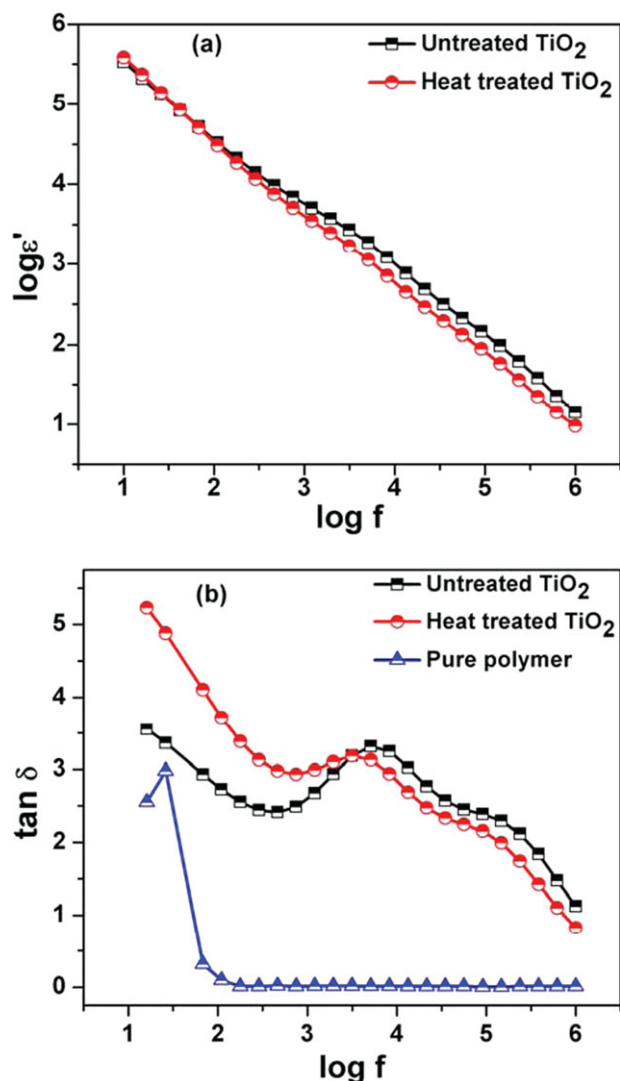 6
(a)
Untreated TiO2
Heat treated TiO2
5
4
3
2
1
logε'
1 2 3 4 5 6
log f
(b)
Untreated TiO2
Heat treated TiO2
Pure polymer
5
4
3
2
1
0
tan δ
1 2 3 4 5 6
log f